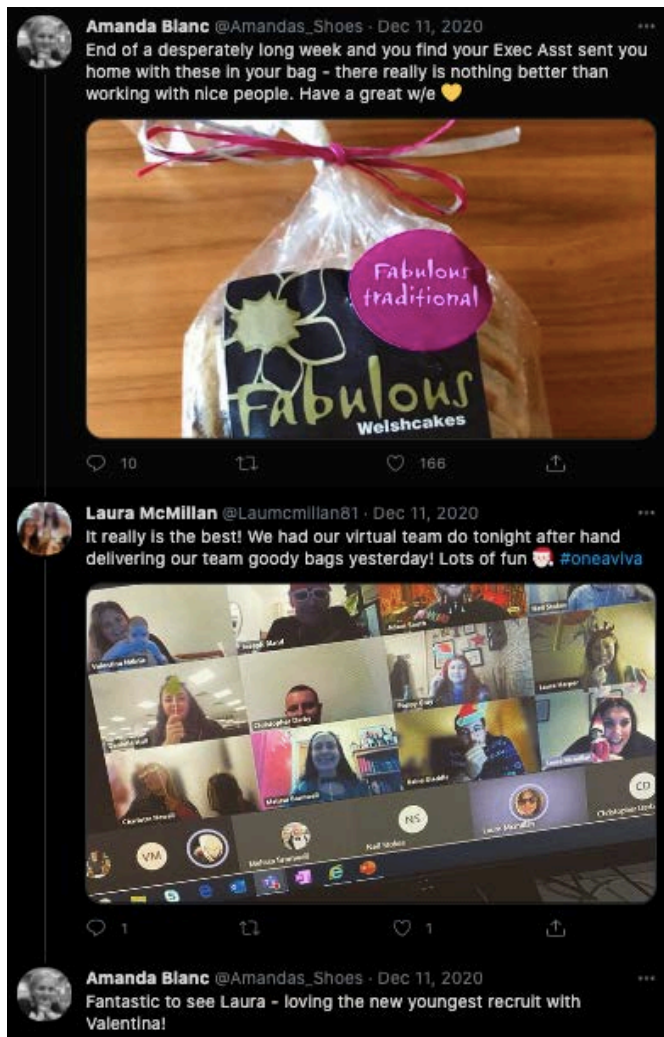 Amanda Blanc @Amandas_Shoes · Dec 11, 2020
End of a desperately long week and you find your Exec Asst sent you
home with these in your bag - there really is nothing better than
working with nice people. Have a great w/e 💛
Fabulous
traditional
Fabulous
Welshcakes
10
166
Laura McMillan @Laumcmillan81 · Dec 11, 2020
It really is the best! We had our virtual team do tonight after hand
delivering our team goody bags yesterday! Lots of fun 🎅 #oneaviva
Neil Stokes
Laura Harper
Christopher
VM
NS
Neil Stokes
Laura McMillan
CD
Christopher
1
1
Amanda Blanc @Amandas_Shoes · Dec 11, 2020
Fantastic to see Laura - loving the new youngest recruit with
Valentina!